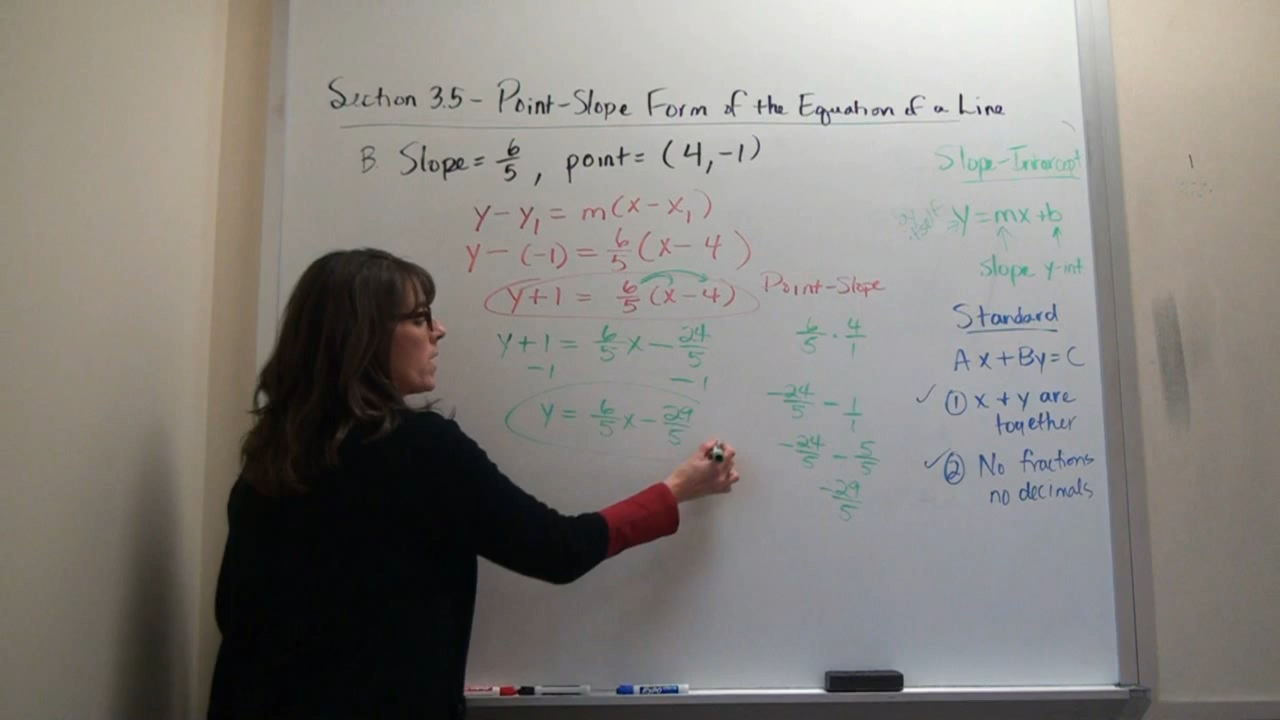 Section 3.5 - Point-Slope Form of the Equation of a Line
B. Slope = 6/5 , point = (4, -1)
y - y₁ = m(x - x₁)
y - (-1) = 6/5 (x - 4)
y + 1 = 6/5 (x - 4) Point-Slope
y + 1 = 6/5 x - 24/5
-1 -1
y = 6/5 x - 29/5
6/5 · 4/1
-24/5 - 1/1
-24/5 - 5/5
-29/5
Slope-Intercept
y = mx + b
slope y-int
Standard
Ax + By = C
✓ ① x + y are
together
✓ ② No fractions
no decimals
EXPO